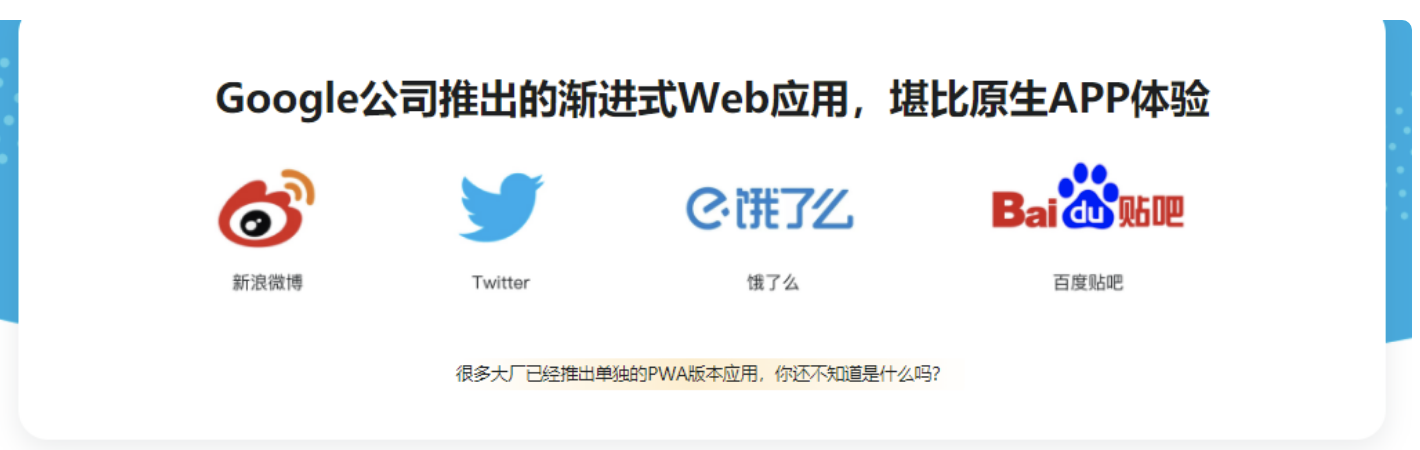 Google公司推出的渐进式Web应用，堪比原生APP体验
饿了么
Bai du 贴吧
新浪微博
Twitter
饿了么
百度贴吧
很多大厂已经推出单独的PWA版本应用，你还不知道是什么吗?